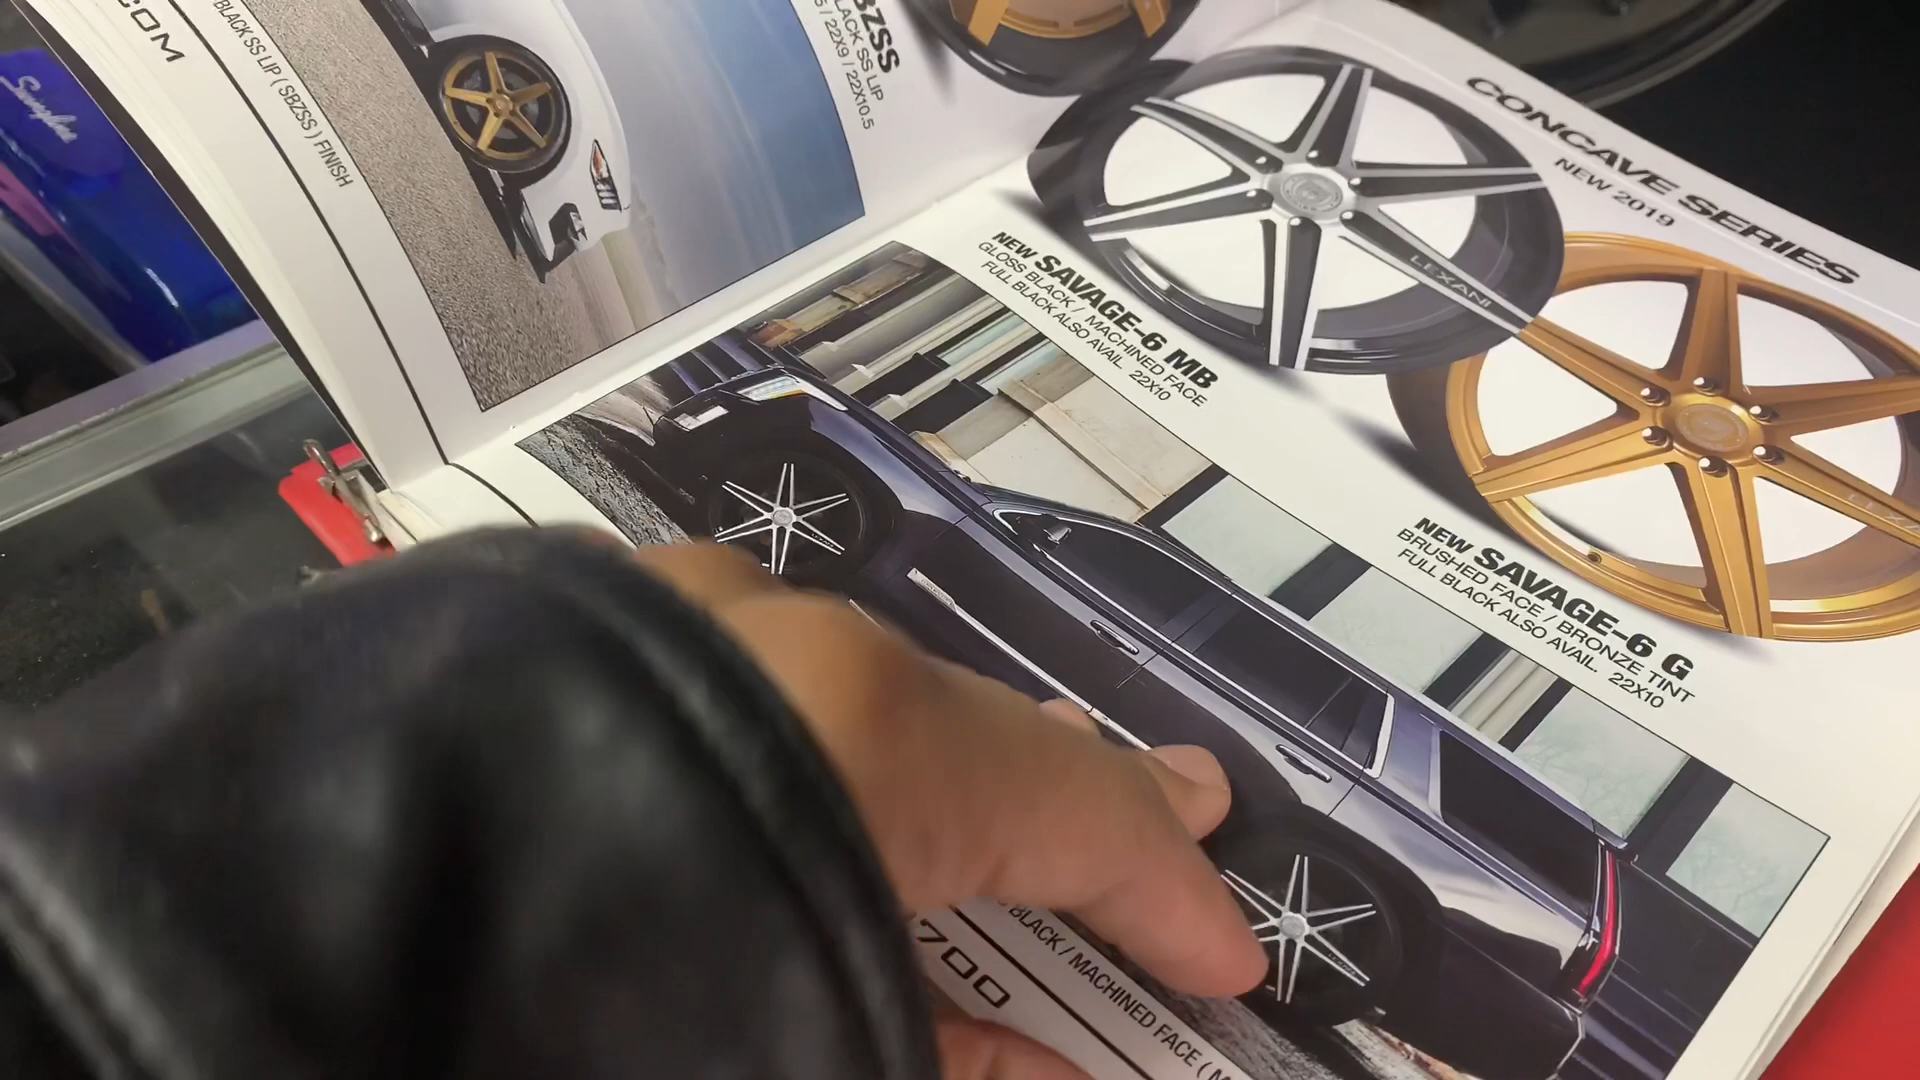 .COM
BLACK SS LIP ( SBZSS ) FINISH
BZSS
LACK SS LIP
5 / 22X9 / 22X10.5
CONCAVE SERIES
NEW 2019
LEXANI
NEW SAVAGE-6 MB
GLOSS BLACK / MACHINED FACE
FULL BLACK ALSO AVAIL 22X10
NEW SAVAGE-6 G
BRUSHED FACE / BRONZE TINT
FULL BLACK ALSO AVAIL. 22X10
BLACK / MACHINED FACE ( M
700